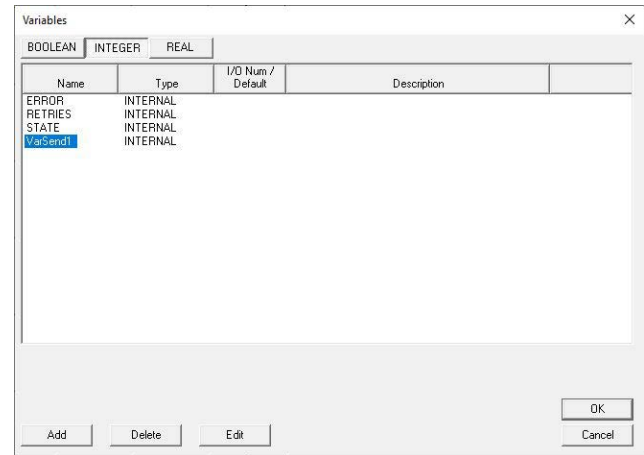 Variables
BOOLEAN INTEGER REAL
Name Type I/O Num / Default Description
ERROR INTERNAL
RETRIES INTERNAL
STATE INTERNAL
VarSend1 INTERNAL
OK
Add Delete Edit Cancel